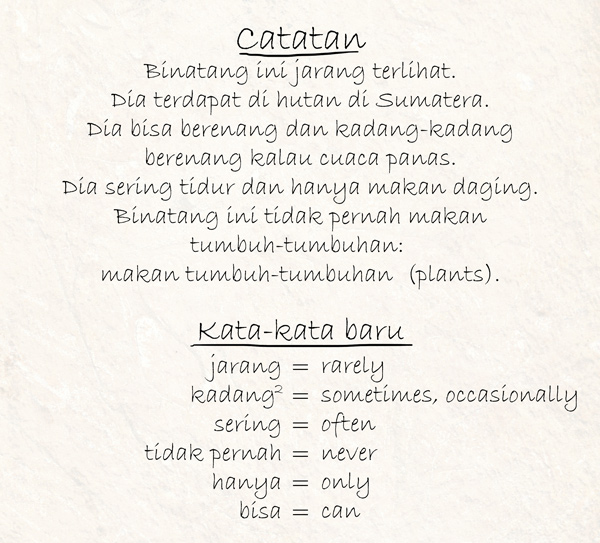 Catatan
Binatang ini jarang terlihat.
Dia terdapat di hutan di Sumatera.
Dia bisa berenang dan kadang-kadang
berenang kalau cuaca panas.
Dia sering tidur dan hanya makan daging.
Binatang ini tidak pernah makan
tumbuh-tumbuhan:
makan tumbuh-tumbuhan (plants).
Kata-kata baru
jarang = rarely
kadang² = sometimes, occasionally
sering = often
tidak pernah = never
hanya = only
bisa = can